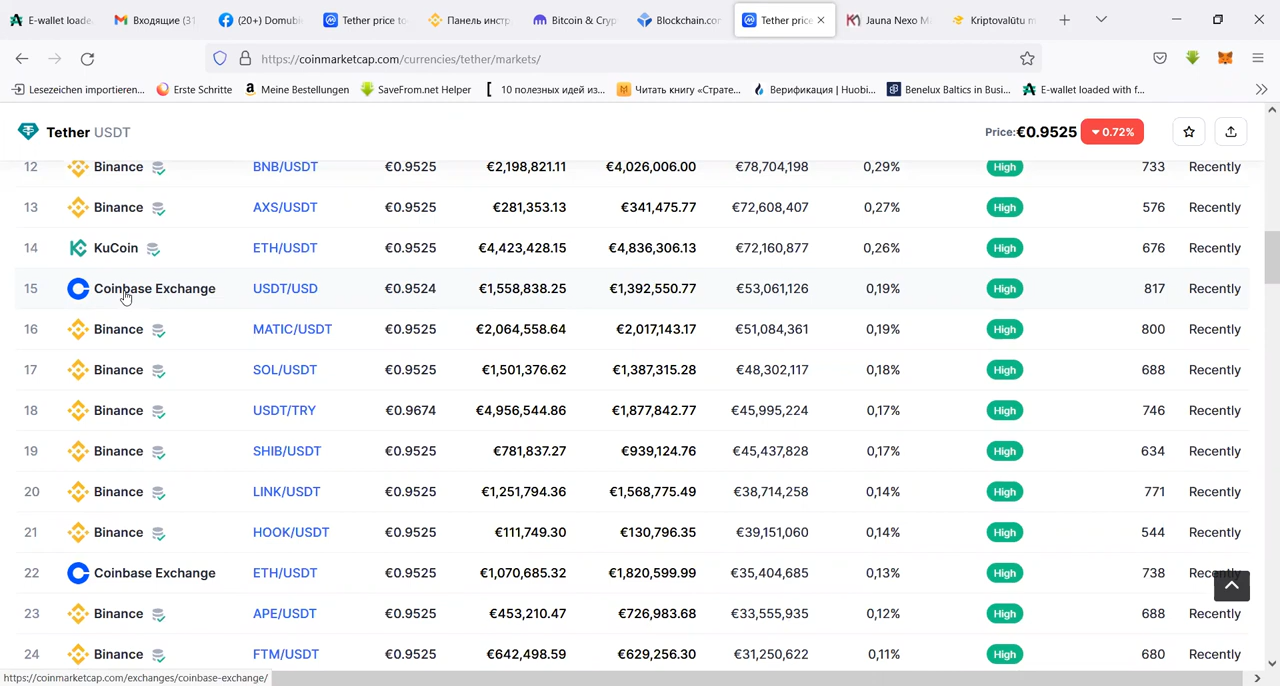 E-wallet loade
Входящие (31
(20+) Domubie
Tether price to
Панель инстр
Bitcoin & Cryp
Blockchain.con
Tether price
Jauna Nexo M
Kriptovalūtu m
https://coinmarketcap.com/currencies/tether/markets/
Lesezeichen importieren...
Erste Schritte
Meine Bestellungen
SaveFrom.net Helper
10 полезных идей из...
Читать книгу «Страте...
Верификация | Huobi...
Benelux Baltics in Busi...
E-wallet loaded with f...
Tether USDT
Price: €0.9525 0.72%
12 Binance BNB/USDT €0.9525 €2,198,821.11 €4,026,006.00 €78,704,198 0,29% High 733 Recently
13 Binance AXS/USDT €0.9525 €281,353.13 €341,475.77 €72,608,407 0,27% High 576 Recently
14 KuCoin ETH/USDT €0.9525 €4,423,428.15 €4,836,306.13 €72,160,877 0,26% High 676 Recently
15 Coinbase Exchange USDT/USD €0.9524 €1,558,838.25 €1,392,550.77 €53,061,126 0,19% High 817 Recently
16 Binance MATIC/USDT €0.9525 €2,064,558.64 €2,017,143.17 €51,084,361 0,19% High 800 Recently
17 Binance SOL/USDT €0.9525 €1,501,376.62 €1,387,315.28 €48,302,117 0,18% High 688 Recently
18 Binance USDT/TRY €0.9674 €4,956,544.86 €1,877,842.77 €45,995,224 0,17% High 746 Recently
19 Binance SHIB/USDT €0.9525 €781,837.27 €939,124.76 €45,437,828 0,17% High 634 Recently
20 Binance LINK/USDT €0.9525 €1,251,794.36 €1,568,775.49 €38,714,258 0,14% High 771 Recently
21 Binance HOOK/USDT €0.9525 €111,749.30 €130,796.35 €39,151,060 0,14% High 544 Recently
22 Coinbase Exchange ETH/USDT €0.9525 €1,070,685.32 €1,820,599.99 €35,404,685 0,13% High 738 Recently
23 Binance APE/USDT €0.9525 €453,210.47 €726,983.68 €33,555,935 0,12% High 688 Recently
24 Binance FTM/USDT €0.9525 €642,498.59 €629,256.30 €31,250,622 0,11% High 680 Recently
https://coinmarketcap.com/exchanges/coinbase-exchange/